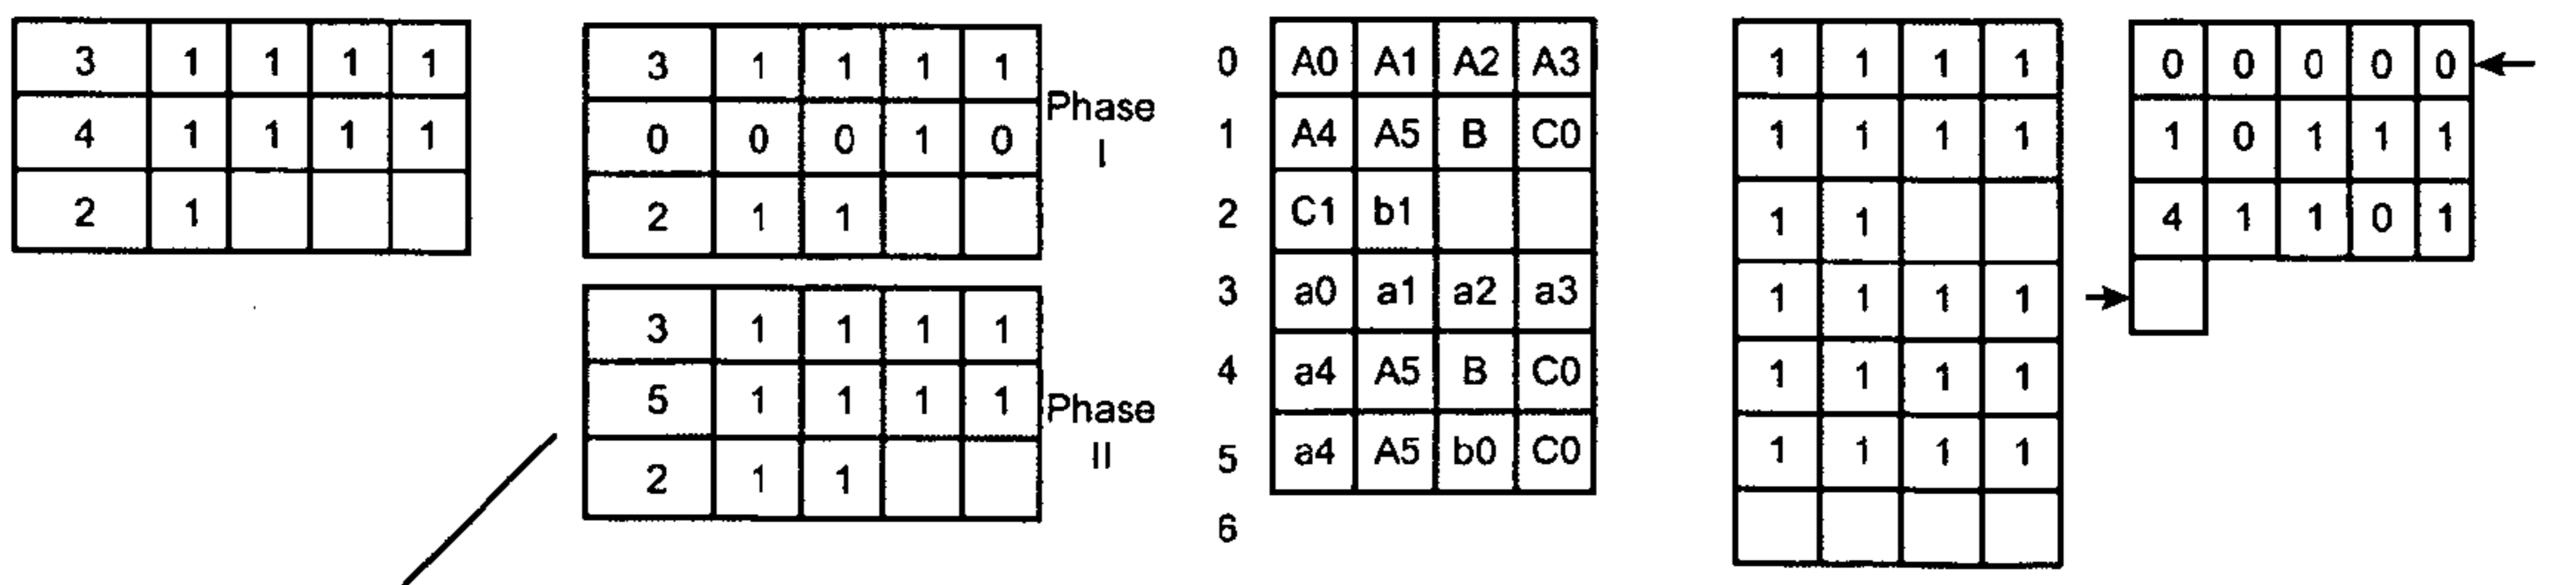 3 1 1 1 1
4 1 1 1 1
2 1
3 1 1 1 1
0 0 0 1 0
2 1 1
Phase
I
3 1 1 1 1
5 1 1 1 1
2 1 1
Phase
II
0 A0 A1 A2 A3
1 A4 A5 B C0
2 C1 b1
3 a0 a1 a2 a3
4 a4 A5 B C0
5 a4 A5 b0 C0
6
1 1 1 1
1 1 1 1
1 1
1 1 1 1
1 1 1 1
1 1 1 1
0 0 0 0 0
1 0 1 1 1
4 1 1 0 1